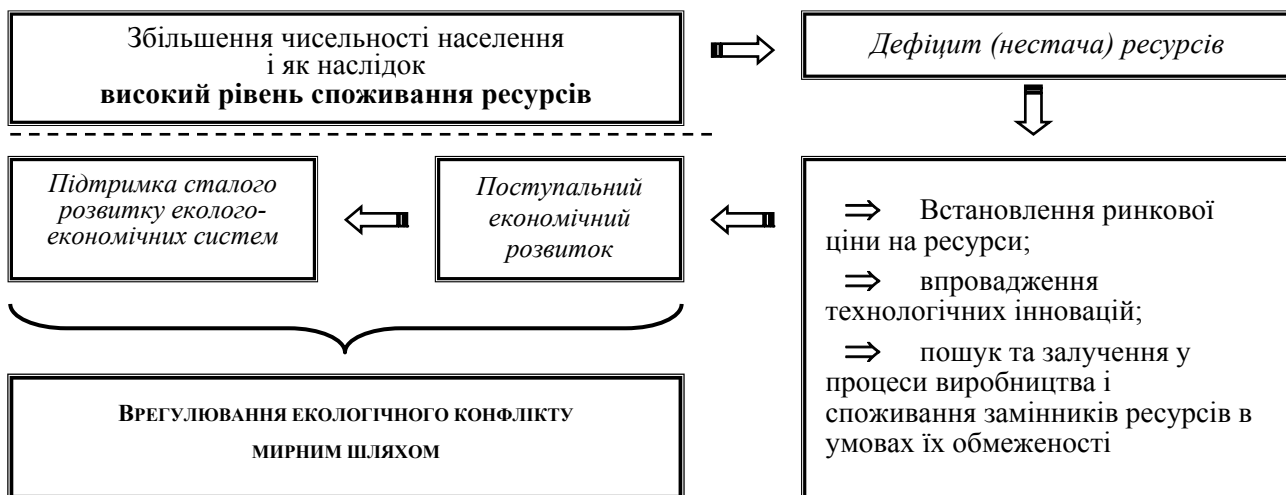 Збільшення чисельності населення
і як наслідок
високий рівень споживання ресурсів
Дефіцит (нестача) ресурсів
⇒ Встановлення ринкової
ціни на ресурси;
⇒ впровадження
технологічних інновацій;
⇒ пошук та залучення у
процеси виробництва і
споживання замінників ресурсів в
умовах їх обмеженості
Поступальний
економічний
розвиток
Підтримка сталого
розвитку еколого-
економічних систем
ВРЕГУЛЮВАННЯ ЕКОЛОГІЧНОГО КОНФЛІКТУ
МИРНИМ ШЛЯХОМ